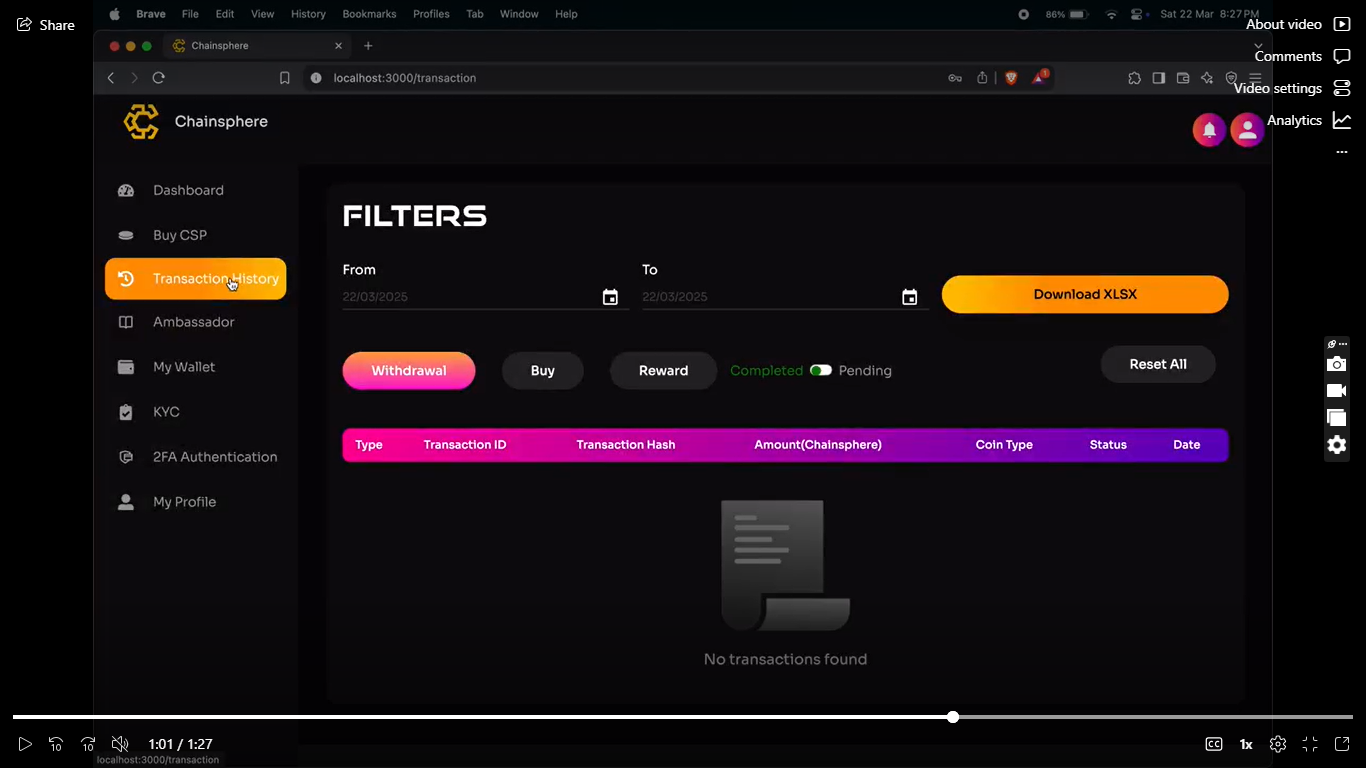 Share
Brave File Edit View History Bookmarks Profiles Tab Window Help 86% Sat 22 Mar 8:27 PM
About video
Chainsphere
Comments
localhost:3000/transaction 1
Video settings
Chainsphere
Analytics
Dashboard
FILTERS
Buy CSP
From To
Transaction History
22/03/2025 22/03/2025 Download XLSX
Ambassador
My Wallet
Withdrawal Buy Reward Completed Pending Reset All
KYC
Type Transaction ID Transaction Hash Amount(Chainsphere) Coin Type Status Date
2FA Authentication
My Profile
No transactions found
10 10 1:01 / 1:27 CC 1x
localhost:3000/transaction